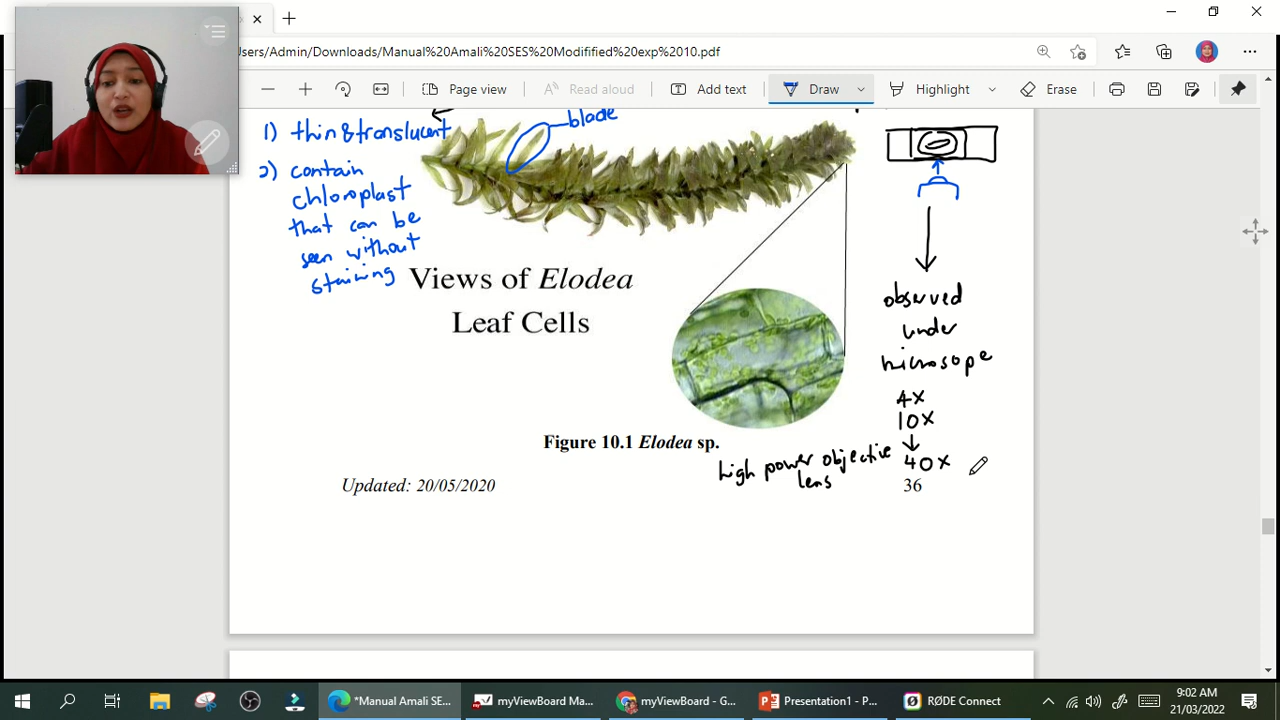 Users/Admin/Downloads/Manual%20Amali%20SES%20Modifified%20exp%2010.pdf
Page view
Read aloud
Add text
Draw
Highlight
Erase
1) thin & translucent
2) contain
chloroplast
that can be
seen without
staining
blade
Views of Elodea
Leaf Cells
observed
under
microsope
4x
10x
40x
high power objective
lens
Figure 10.1 Elodea sp.
Updated: 20/05/2020
36
*Manual Amali SE...
myViewBoard Ma...
myViewBoard - G...
Presentation1 - P...
RØDE Connect
9:02 AM
21/03/2022